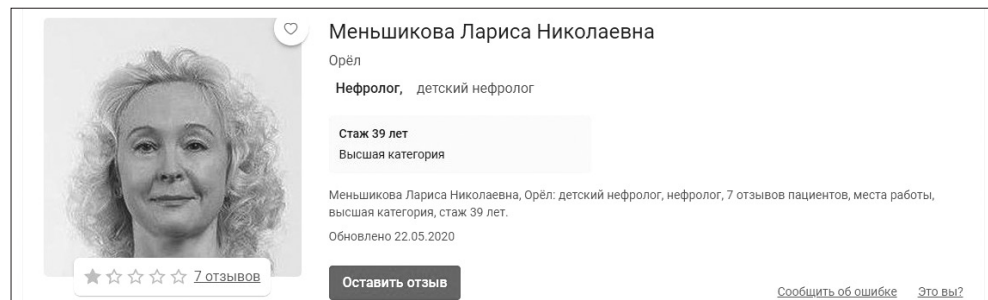 Меньшикова Лариса Николаевна
Орёл
Нефролог, детский нефролог
Стаж 39 лет
Высшая категория
Меньшикова Лариса Николаевна, Орёл: детский нефролог, нефролог, 7 отзывов пациентов, места работы,
высшая категория, стаж 39 лет.
Обновлено 22.05.2020
7 отзывов
Оставить отзыв
Сообщить об ошибке Это вы?